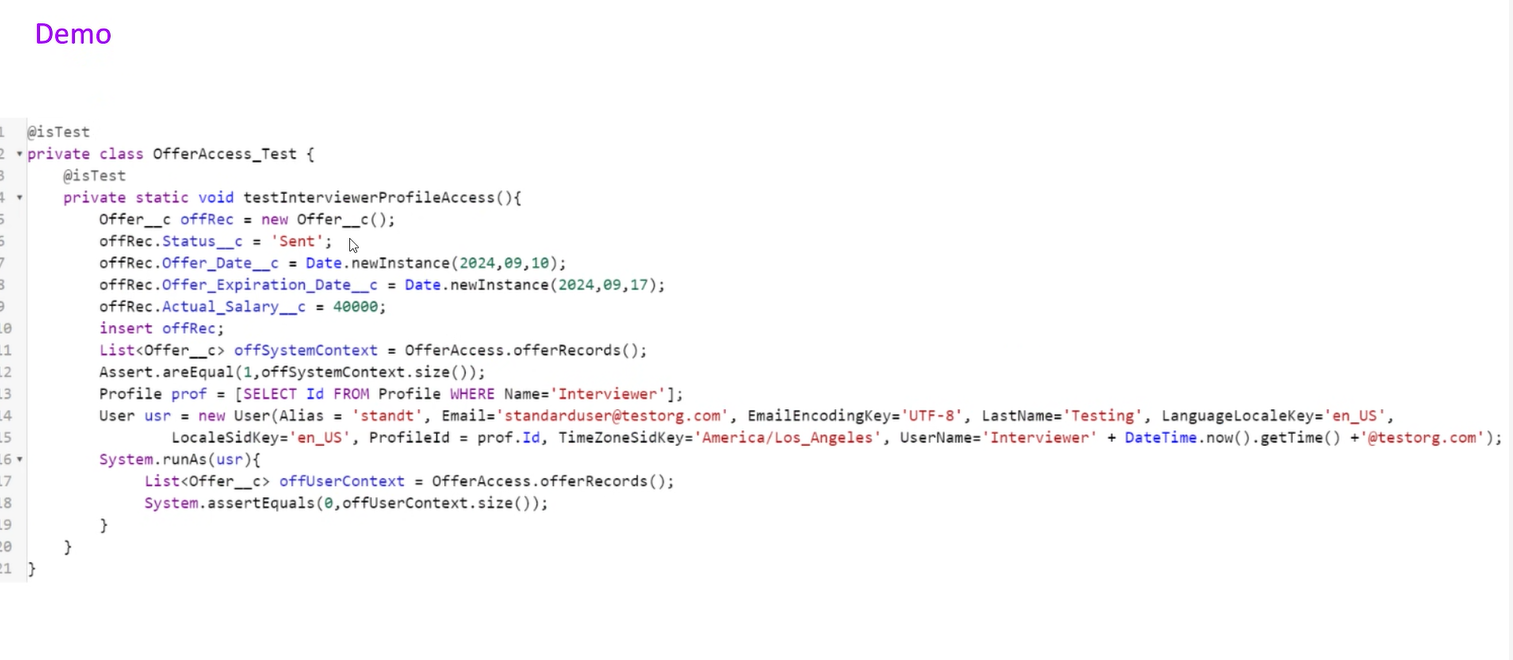 Demo
1 @isTest
2 private class OfferAccess_Test {
3 @isTest
4 private static void testInterviewerProfileAccess(){
5 Offer__c offRec = new Offer__c();
6 offRec.Status__c = 'Sent';
7 offRec.Offer_Date__c = Date.newInstance(2024,09,10);
8 offRec.Offer_Expiration_Date__c = Date.newInstance(2024,09,17);
9 offRec.Actual_Salary__c = 40000;
10 insert offRec;
11 List<Offer__c> offSystemContext = OfferAccess.offerRecords();
12 Assert.areEqual(1,offSystemContext.size());
13 Profile prof = [SELECT Id FROM Profile WHERE Name='Interviewer'];
14 User usr = new User(Alias = 'standt', Email='standarduser@testorg.com', EmailEncodingKey='UTF-8', LastName='Testing', LanguageLocaleKey='en_US',
15 LocaleSidKey='en_US', ProfileId = prof.Id, TimeZoneSidKey='America/Los_Angeles', UserName='Interviewer' + DateTime.now().getTime() +'@testorg.com');
16 System.runAs(usr){
17 List<Offer__c> offUserContext = OfferAccess.offerRecords();
18 System.assertEquals(0,offUserContext.size());
19 }
20 }
21 }